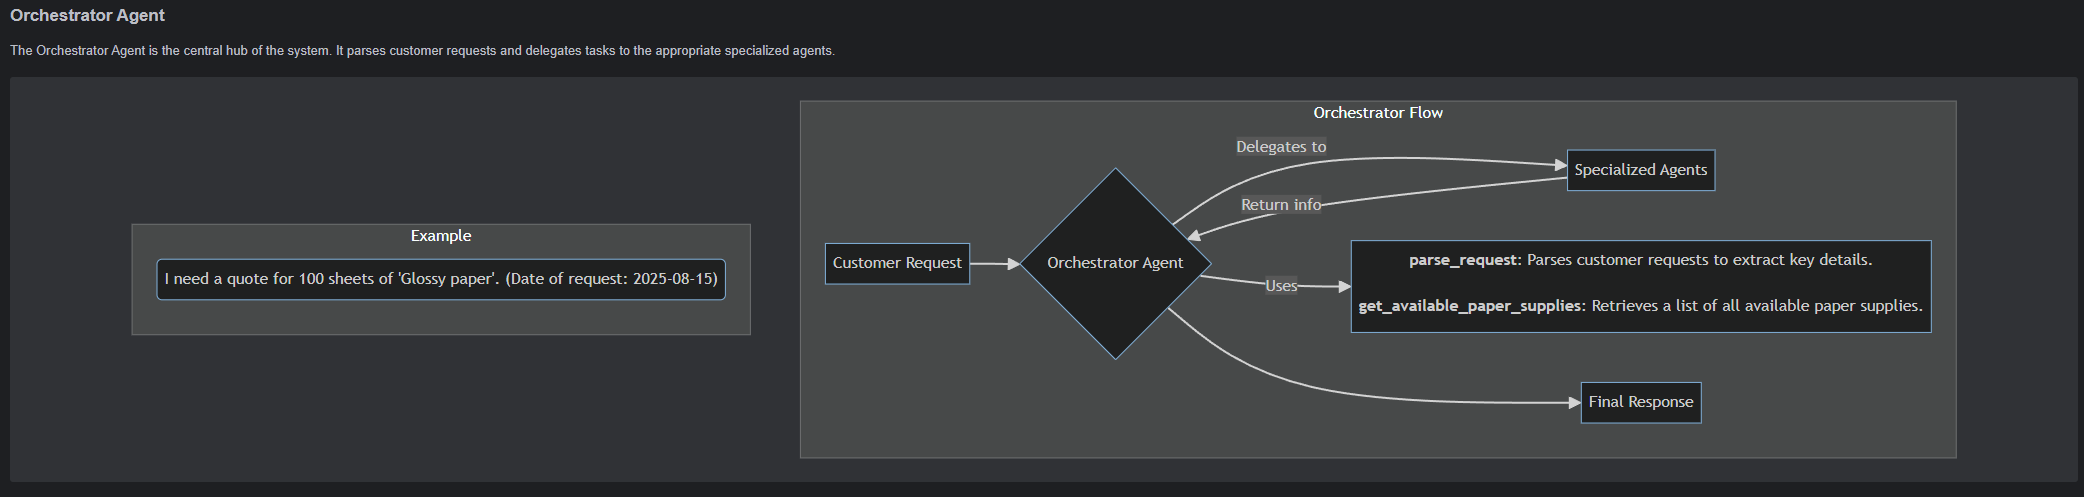 Orchestrator Agent
The Orchestrator Agent is the central hub of the system. It parses customer requests and delegates tasks to the appropriate specialized agents.
Example
I need a quote for 100 sheets of 'Glossy paper'. (Date of request: 2025-08-15)
Orchestrator Flow
Customer Request
Orchestrator Agent
Delegates to
Return info
Specialized Agents
Uses
parse_request: Parses customer requests to extract key details.
get_available_paper_supplies: Retrieves a list of all available paper supplies.
Final Response